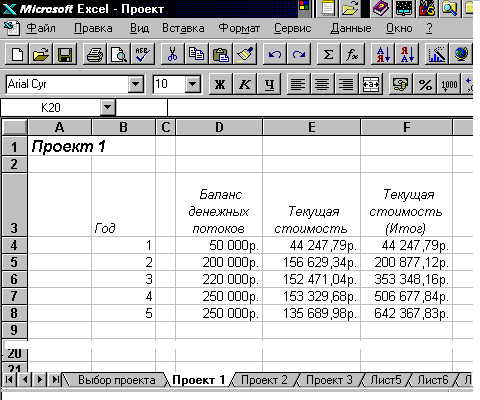 Microsoft Excel - Проект
Файл Правка Вид Вставка Формат Сервис Данные Окно ?
Arial Cyr 10 Ж К Ч % 1,000
K20
A B C D E F
1 Проект 1
2
Баланс
денежных Текущая
Текущая стоимость
3 Год потоков стоимость (Итог)
4 1 50 000р. 44 247,79р. 44 247,79р.
5 2 200 000р. 156 629,34р. 200 877,12р.
6 3 220 000р. 152 471,04р. 353 348,16р.
7 4 250 000р. 153 329,68р. 506 677,84р.
8 5 250 000р. 135 689,98р. 642 367,83р.
9
20
21
Выбор проекта Проект 1 Проект 2 Проект 3 Лист5 Лист6 Л